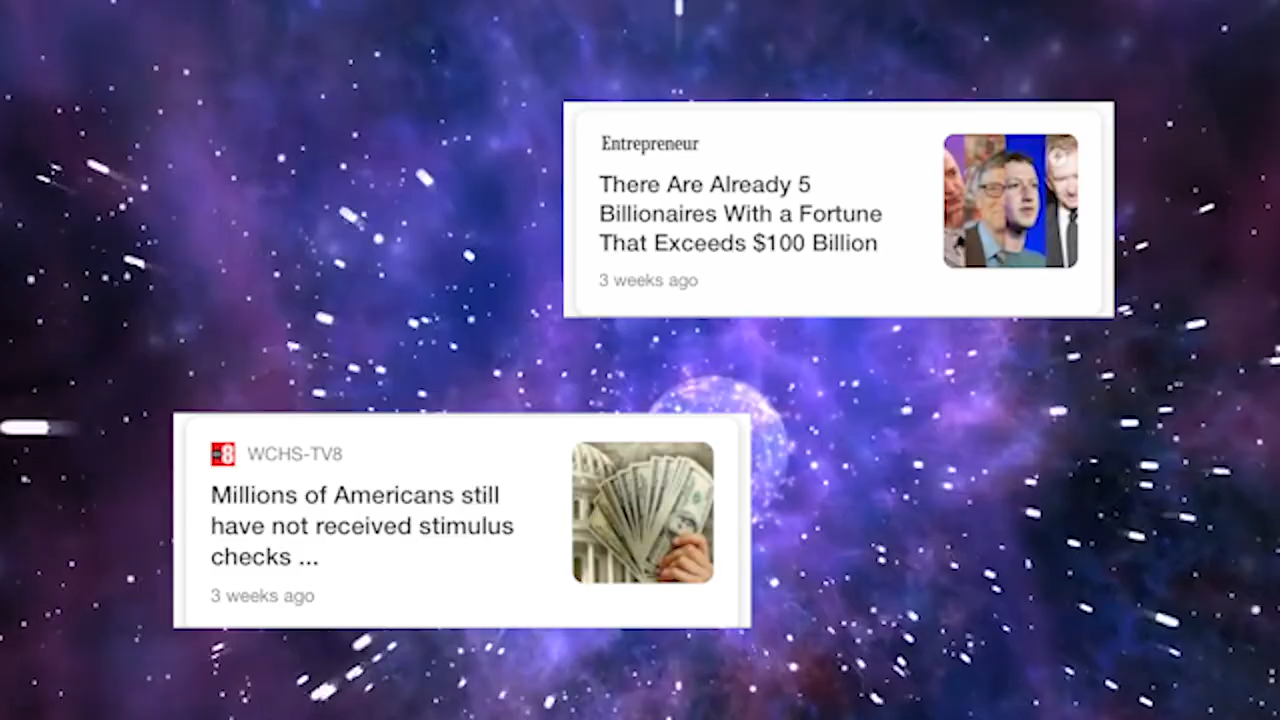 Entrepreneur
There Are Already 5
Billionaires With a Fortune
That Exceeds $100 Billion
3 weeks ago
8 WCHS-TV8
Millions of Americans still
have not received stimulus
checks ...
3 weeks ago